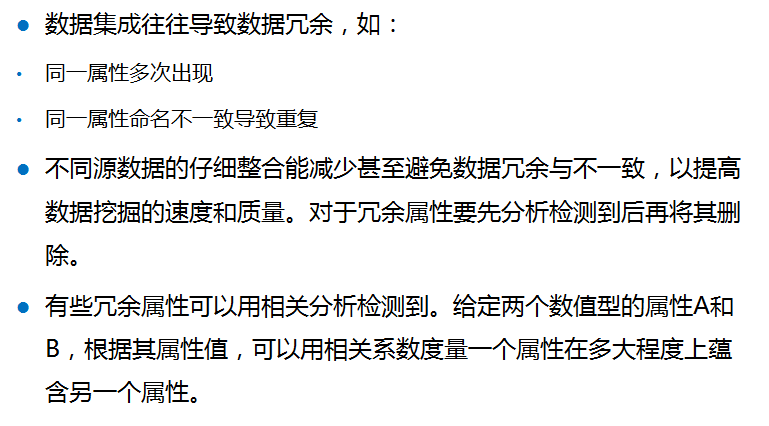 数据集成往往导致数据冗余，如：
同一属性多次出现
同一属性命名不一致导致重复
不同源数据的仔细整合能减少甚至避免数据冗余与不一致，以提高
数据挖掘的速度和质量。对于冗余属性要先分析检测到后再将其删
除。
有些冗余属性可以用相关分析检测到。给定两个数值型的属性A和
B，根据其属性值，可以用相关系数度量一个属性在多大程度上蕴
含另一个属性。